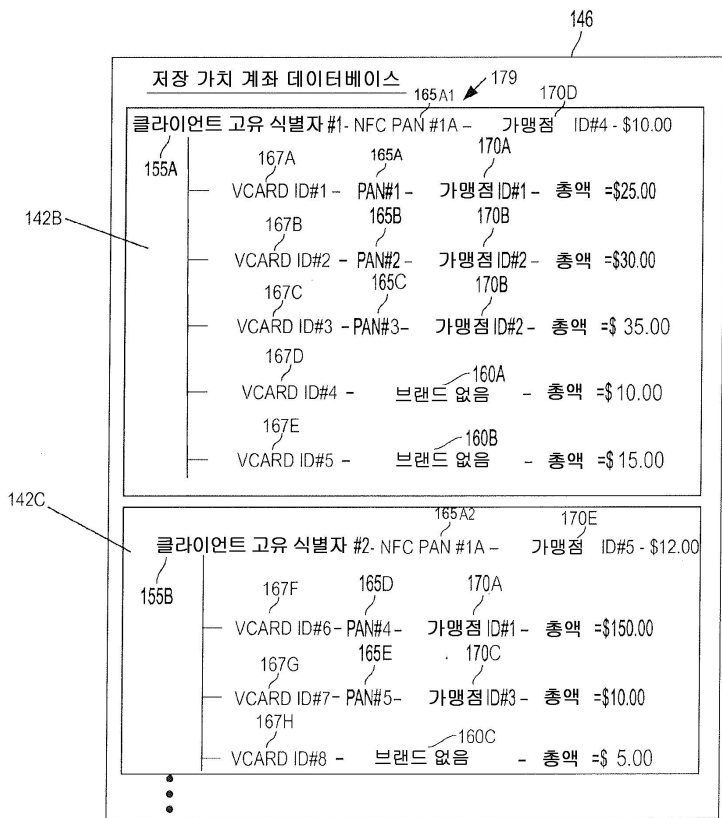 146
저장 가치 계좌 데이터베이스
165A1 179 170D
클라이언트 고유 식별자 #1- NFC PAN #1A – 가맹점 ID#4 - $10.00
155A 167A 165A 170A
VCARD ID#1 – PAN#1– 가맹점 ID#1– 총액 =$25.00
142B
167B 165B 170B
VCARD ID#2 – PAN#2– 가맹점 ID#2 – 총액 =$30.00
167C 165C 170B
VCARD ID#3 –PAN#3– 가맹점 ID#2– 총액 =$ 35.00
167D
160A
VCARD ID#4 – 브랜드 없음 – 총액 =$ 10.00
167E
160B
VCARD ID#5 – 브랜드 없음 – 총액 =$ 15.00
142C
165A2 170E
클라이언트 고유 식별자 #2- NFC PAN #1A – 가맹점 ID#5 - $12.00
155B 167F 165D 170A
VCARD ID#6– PAN#4– 가맹점 ID#1– 총액 =$150.00
167G 165E 170C
VCARD ID#7– PAN#5– 가맹점 ID#3– 총액 =$10.00
167H
160C
VCARD ID#8 – 브랜드 없음 – 총액 =$ 5.00